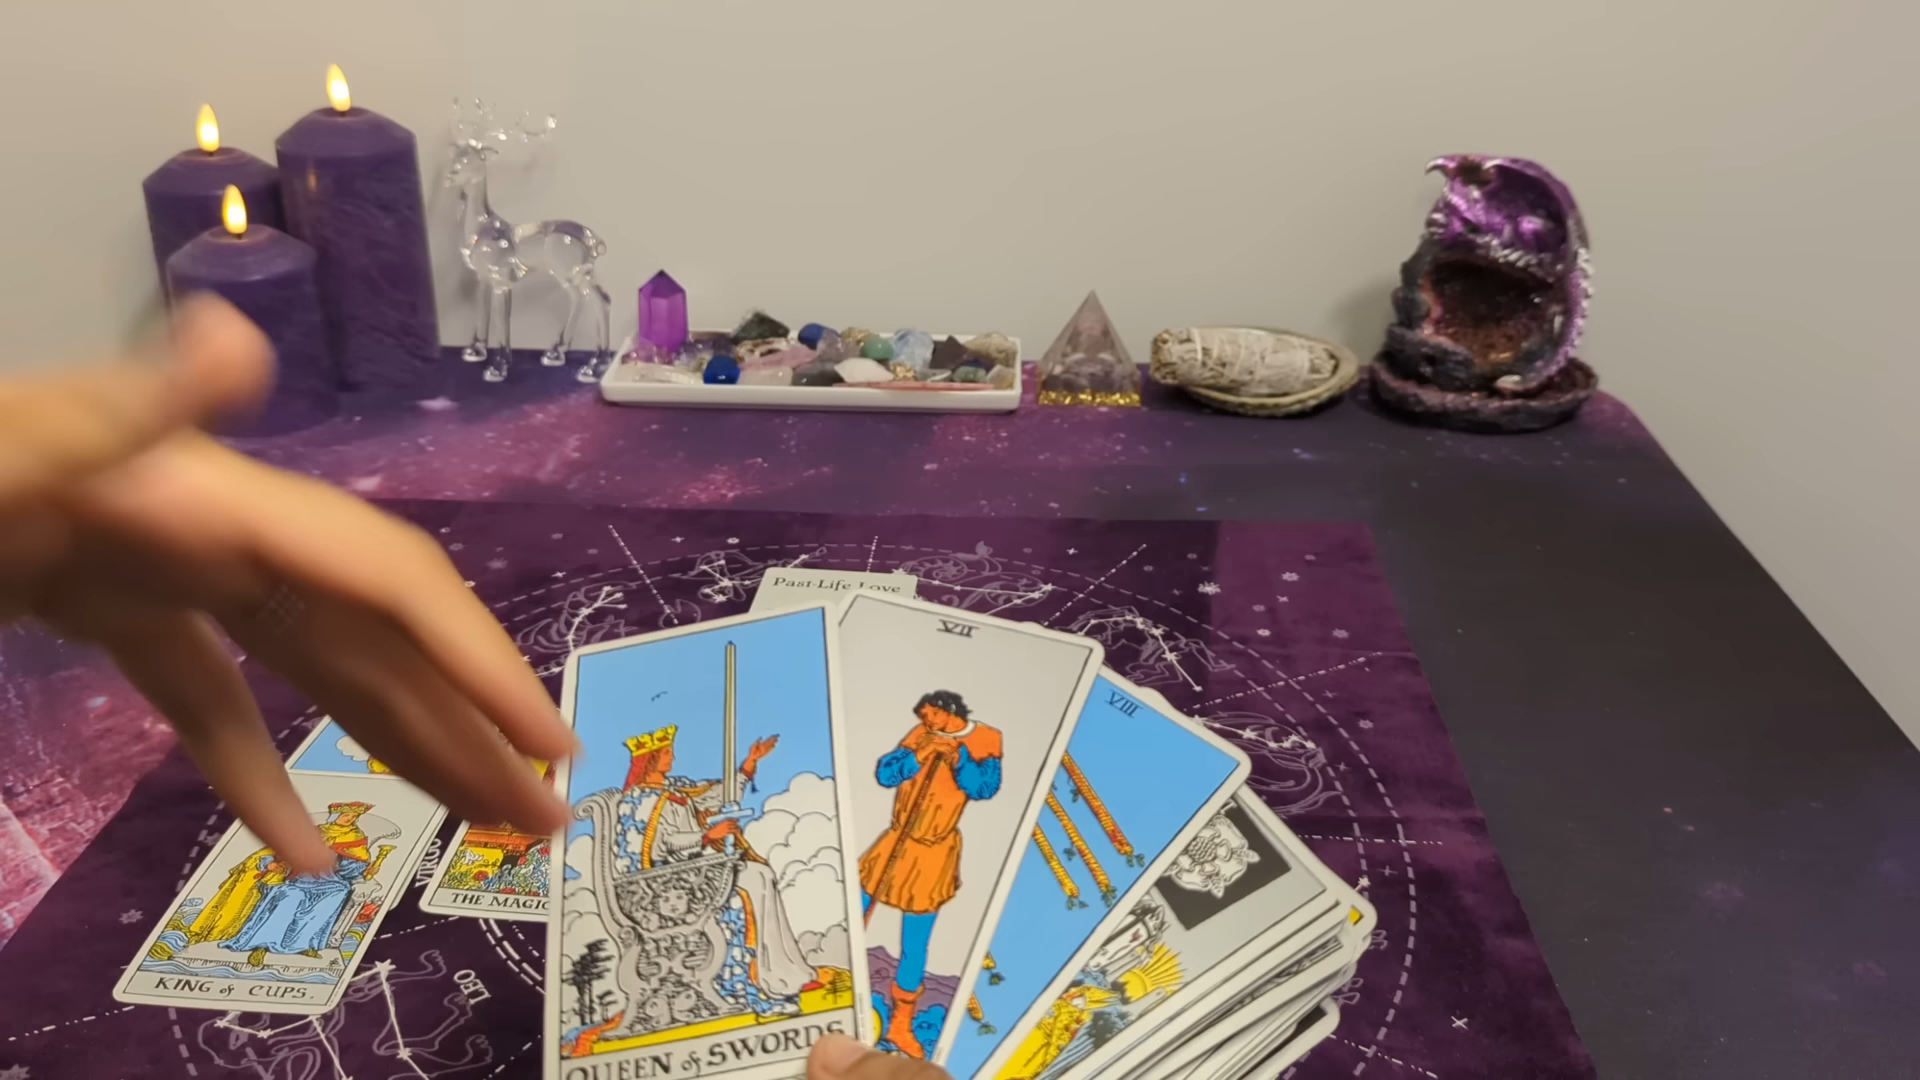 Past-Life Love
VII
VIII
VIRGO
THE MAGIC
KING of CUPS.
LEO
QUEEN of SWORDS